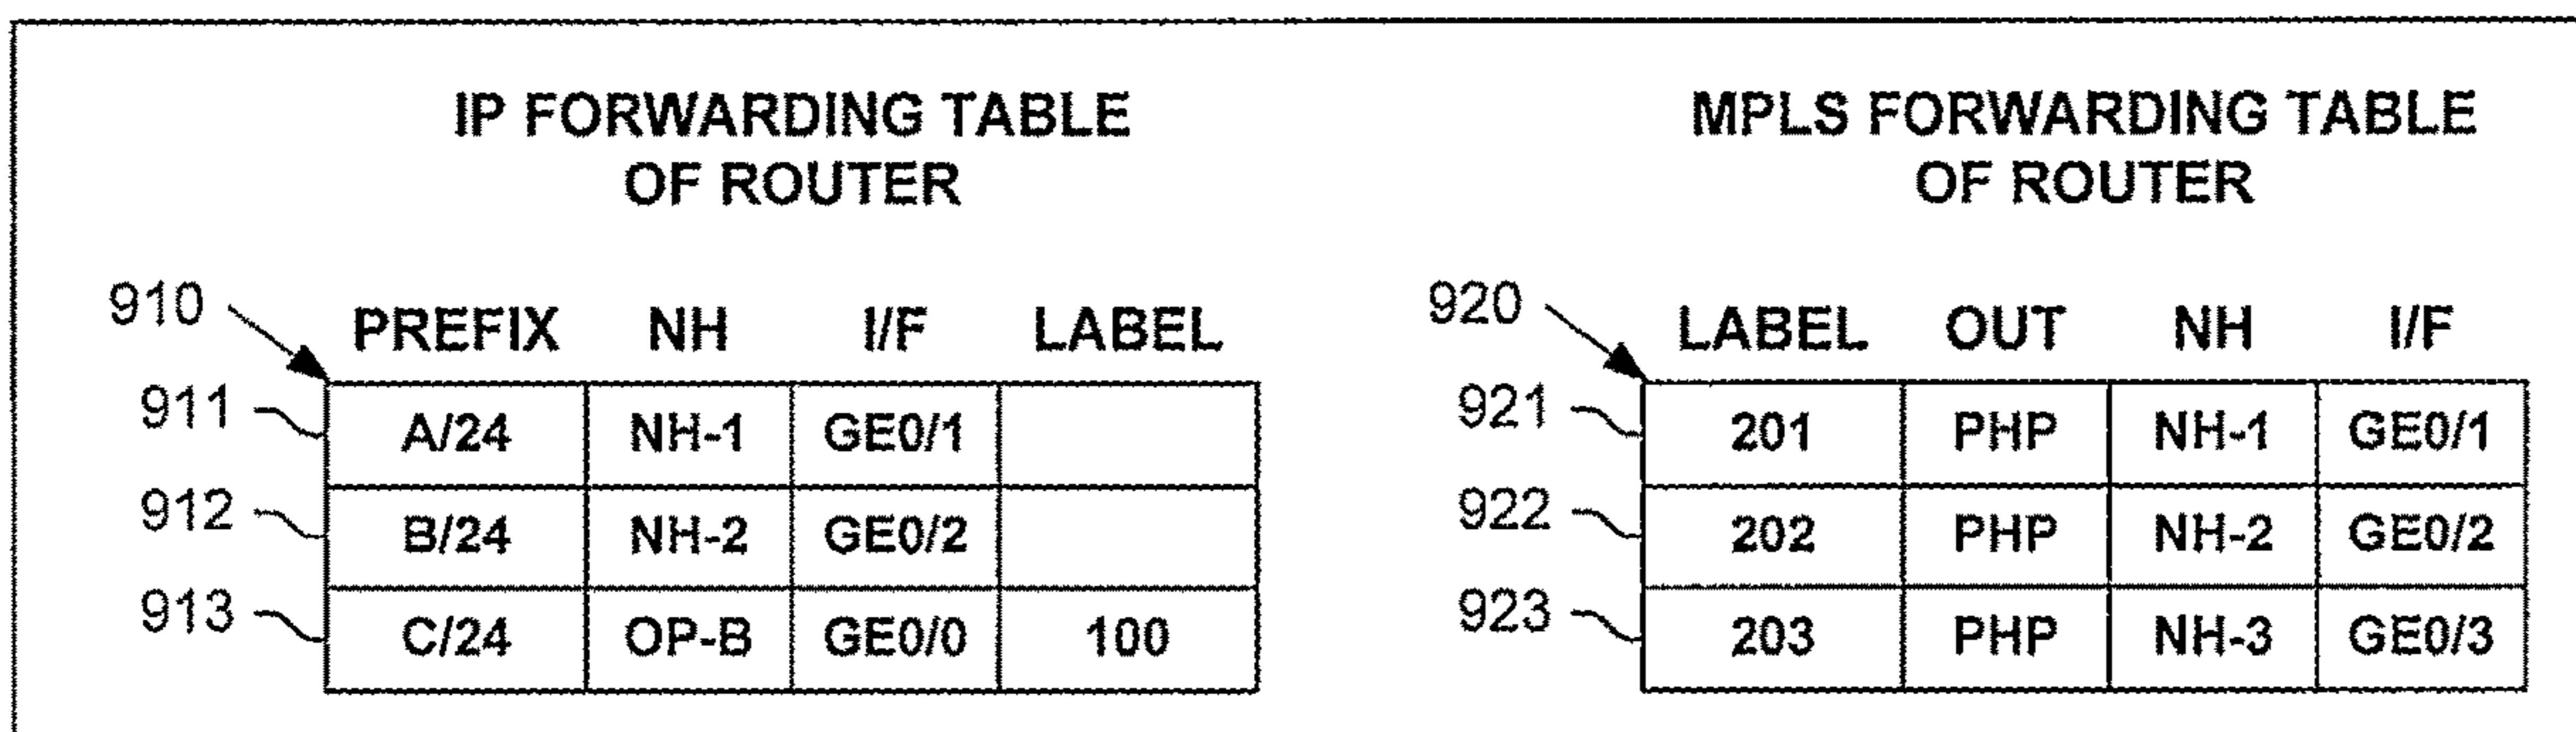 IP FORWARDING TABLE
OF ROUTER
910
PREFIX NH I/F LABEL
911 A/24 NH-1 GE0/1
912 B/24 NH-2 GE0/2
913 C/24 OP-B GE0/0 100
MPLS FORWARDING TABLE
OF ROUTER
920
LABEL OUT NH I/F
921 201 PHP NH-1 GE0/1
922 202 PHP NH-2 GE0/2
923 203 PHP NH-3 GE0/3